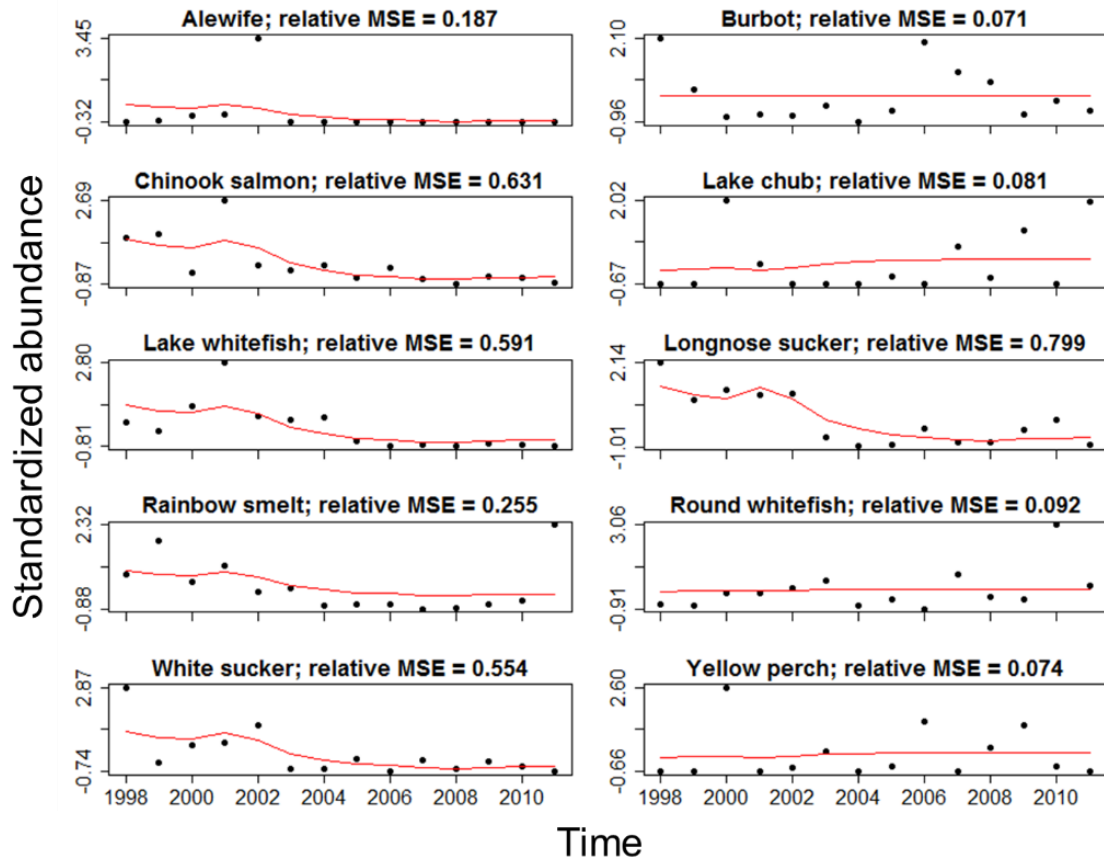 Alewife; relative MSE = 0.187
3.45
-0.32
Burbot; relative MSE = 0.071
2.10
-0.96
Chinook salmon; relative MSE = 0.631
2.69
-0.87
Lake chub; relative MSE = 0.081
2.02
-0.67
Lake whitefish; relative MSE = 0.591
2.80
-0.81
Longnose sucker; relative MSE = 0.799
2.14
-1.01
Rainbow smelt; relative MSE = 0.255
2.32
-0.88
Round whitefish; relative MSE = 0.092
3.06
-0.91
White sucker; relative MSE = 0.554
2.87
-0.74
1998 2000 2002 2004 2006 2008 2010
Yellow perch; relative MSE = 0.074
2.60
-0.66
1998 2000 2002 2004 2006 2008 2010
Standardized abundance
Time